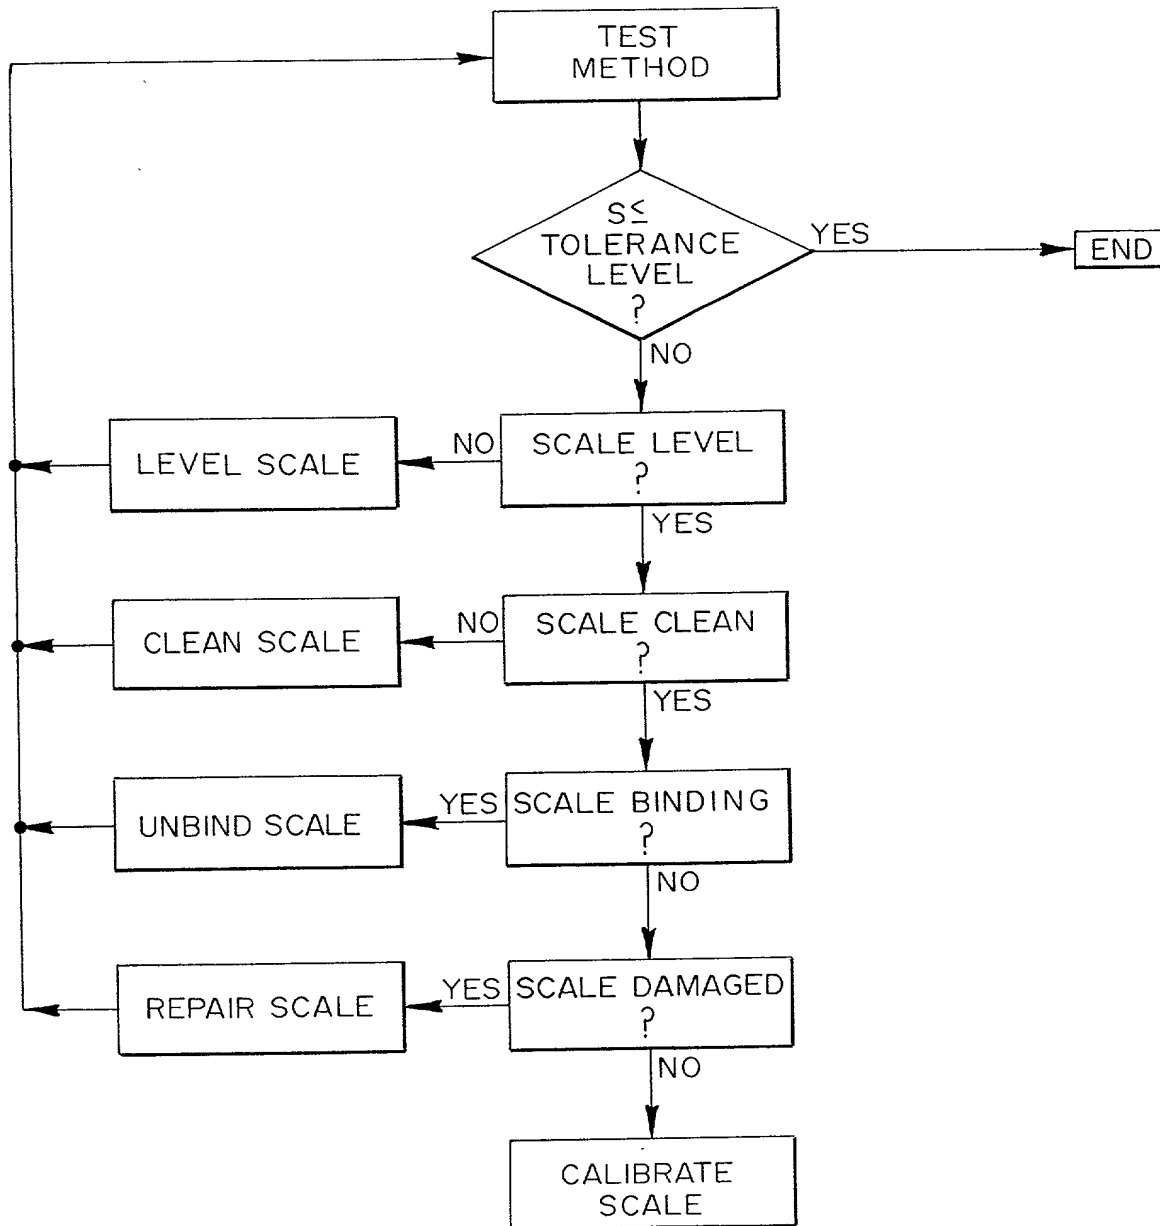 TEST
METHOD
S≤
TOLERANCE
LEVEL
?
YES
END
NO
SCALE LEVEL
?
NO
LEVEL SCALE
YES
SCALE CLEAN
?
NO
CLEAN SCALE
YES
SCALE BINDING
?
YES
UNBIND SCALE
NO
SCALE DAMAGED
?
YES
REPAIR SCALE
NO
CALIBRATE
SCALE